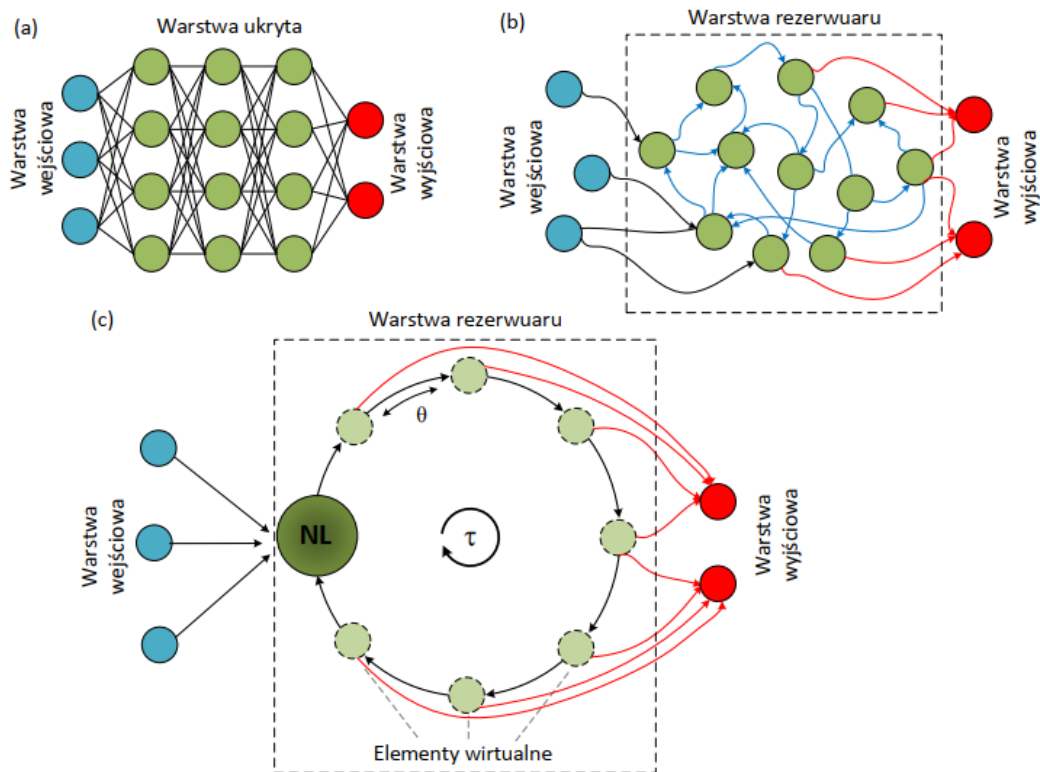 (a)
Warstwa ukryta
Warstwa
wejściowa
Warstwa
wyjściowa
(b)
Warstwa rezerwuaru
Warstwa
wejściowa
Warstwa
wyjściowa
(c)
Warstwa rezerwuaru
θ
Warstwa
wejściowa
NL
τ
Warstwa
wyjściowa
Elementy wirtualne